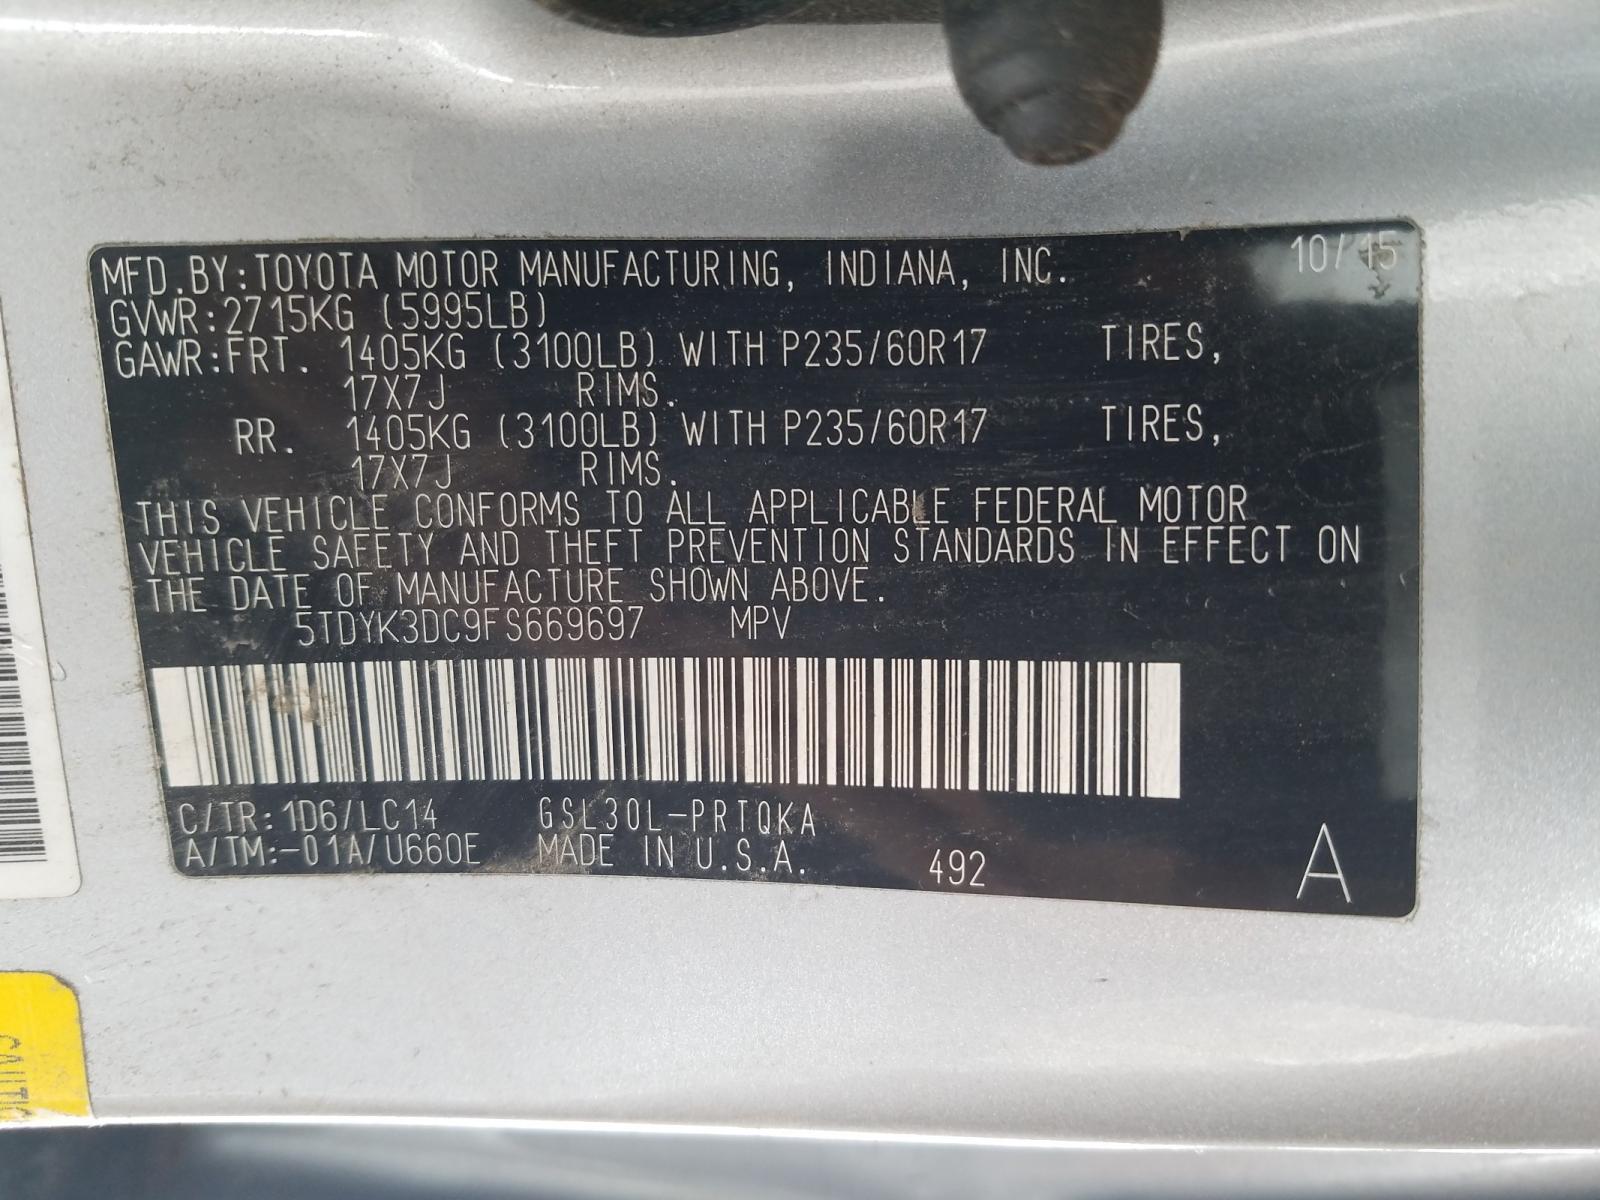 MFD.BY:TOYOTA MOTOR MANUFACTURING, INDIANA, INC. 10/15
GVWR:2715KG (5995LB)
GAWR:FRT. 1405KG (3100LB) WITH P235/60R17 TIRES,
17X7J RIMS.
RR. 1405KG (3100LB) WITH P235/60R17 TIRES,
17X7J RIMS.
THIS VEHICLE CONFORMS TO ALL APPLICABLE FEDERAL MOTOR
VEHICLE SAFETY AND THEFT PREVENTION STANDARDS IN EFFECT ON
THE DATE OF MANUFACTURE SHOWN ABOVE.
5TDYK3DC9FS669697 MPV
C/TR:1D6/LC14 GSL30L-PRTQKA
A/TM:-01A/U660E MADE IN U.S.A. 492 A